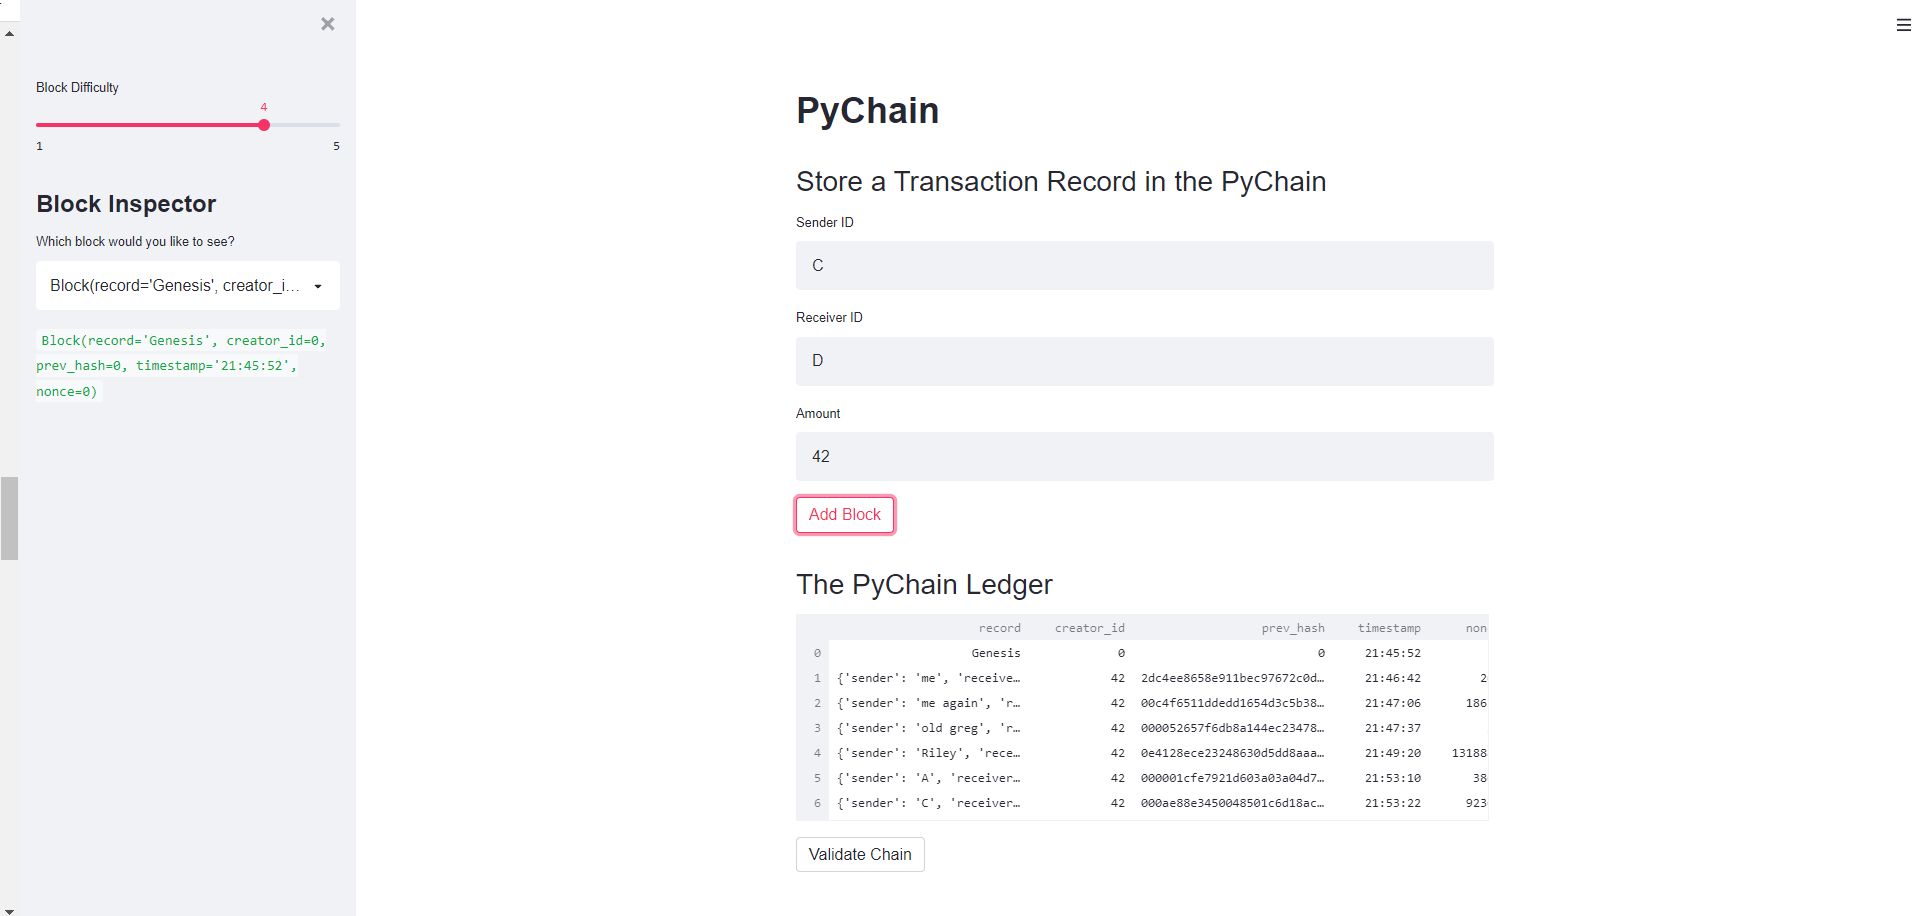 Block Difficulty
4
1 5
Block Inspector
Which block would you like to see?
Block(record='Genesis', creator_i...
Block(record='Genesis', creator_id=0,
prev_hash=0, timestamp='21:45:52',
nonce=0)
PyChain
Store a Transaction Record in the PyChain
Sender ID
C
Receiver ID
D
Amount
42
Add Block
The PyChain Ledger
record creator_id prev_hash timestamp non
0 Genesis 0 0 21:45:52
1 {'sender': 'me', 'receive… 42 2dc4ee8658e911bec97672c0d… 21:46:42 2
2 {'sender': 'me again', 'r… 42 00c4f6511ddedd1654d3c5b38… 21:47:06 186
3 {'sender': 'old greg', 'r… 42 000052657f6db8a144ec23478… 21:47:37
4 {'sender': 'Riley', 'rece… 42 0e4128ece23248630d5dd8aaa… 21:49:20 13188
5 {'sender': 'A', 'receiver… 42 000001cfe7921d603a03a04d7… 21:53:10 38
6 {'sender': 'C', 'receiver… 42 000ae88e3450048501c6d18ac… 21:53:22 923
Validate Chain